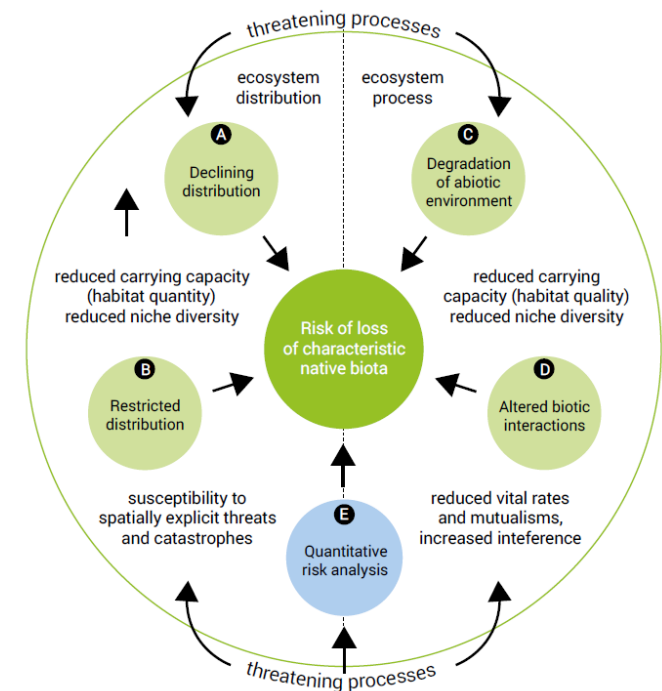 threatening processes
ecosystem
distribution
ecosystem
process
A
Declining
distribution
C
Degradation
of abiotic
environment
reduced carrying capacity
(habitat quantity)
reduced niche diversity
reduced carrying
capacity (habitat quality)
reduced niche diversity
Risk of loss
of characteristic
native biota
B
Restricted
distribution
D
Altered biotic
interactions
susceptibility to
spatially explicit threats
and catastrophes
reduced vital rates
and mutualisms,
increased inteference
E
Quantitative
risk analysis
threatening processes